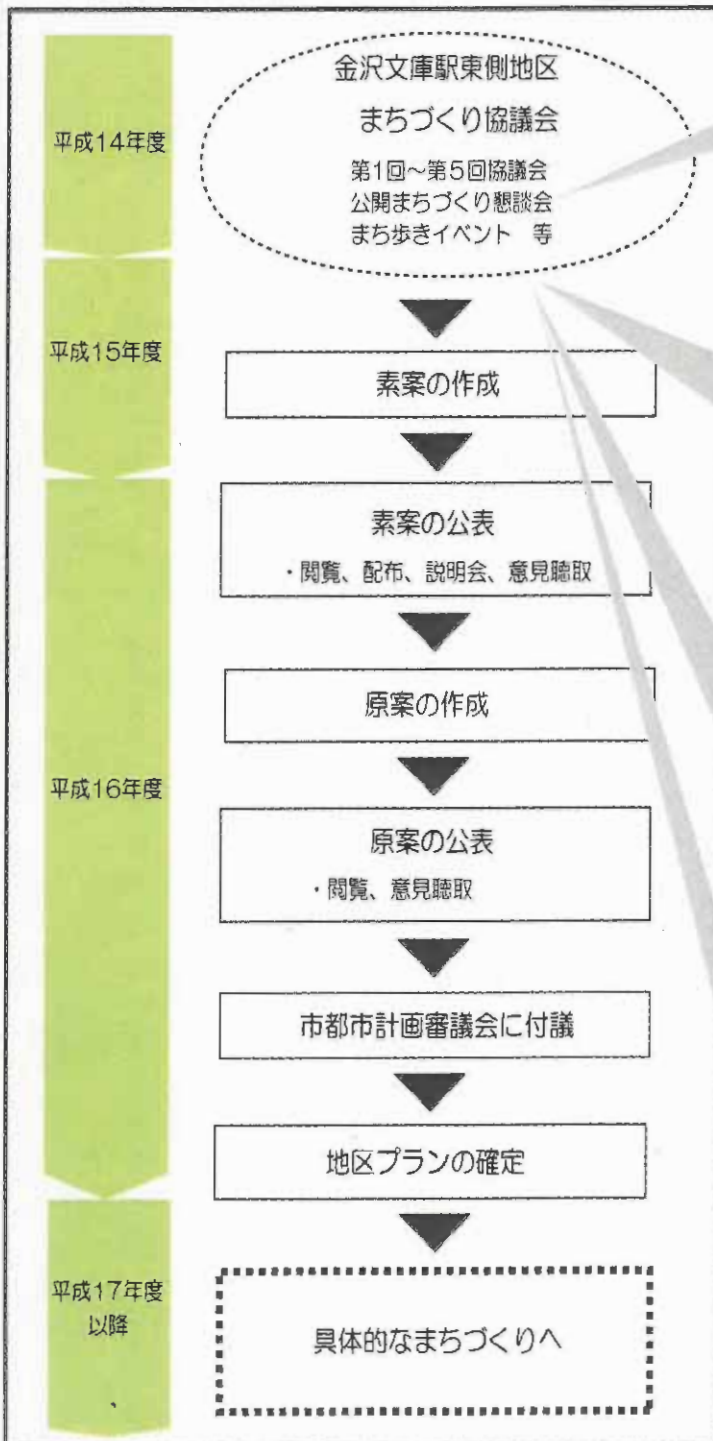 平成14年度
金沢文庫駅東側地区
まちづくり協議会
第1回～第5回協議会
公開まちづくり懇談会
まち歩きイベント 等
平成15年度
素案の作成
素案の公表
・閲覧、配布、説明会、意見聴取
原案の作成
平成16年度
原案の公表
・閲覧、意見聴取
市都市計画審議会に付議
地区プランの確定
平成17年度
以降
具体的なまちづくりへ